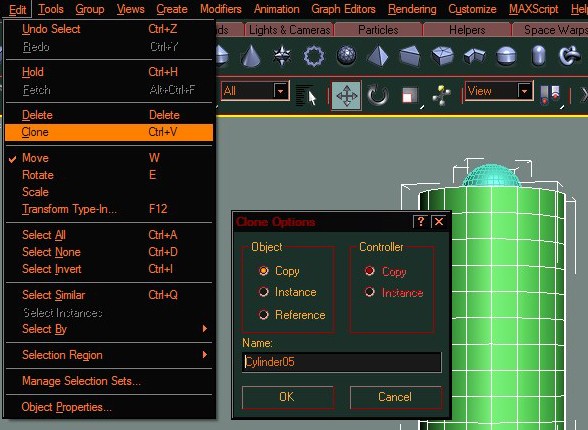 Edit Tools Group Views Create Modifiers Animation Graph Editors Rendering Customize MAXScript Help
Lights & Cameras Particles Helpers Space Warps
All View
Undo Select Ctrl+Z
Redo Ctrl+Y
Hold Ctrl+H
Fetch Alt+Ctrl+F
Delete Delete
Clone Ctrl+V
Move W
Rotate E
Scale
Transform Type-In... F12
Select All Ctrl+A
Select None Ctrl+D
Select Invert Ctrl+I
Select Similar Ctrl+Q
Select Instances
Select By
Selection Region
Manage Selection Sets...
Object Properties...
Clone Options ?
Object Controller
Copy Copy
Instance Instance
Reference
Name:
Cylinder05
OK Cancel